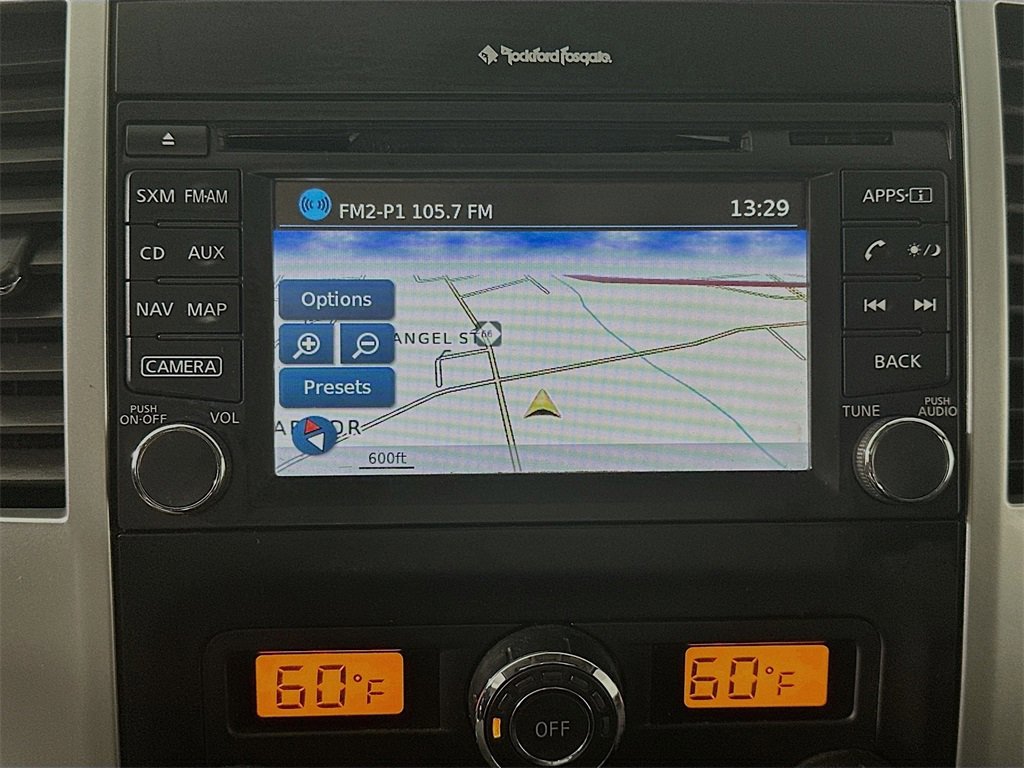 Rockford Fosgate
SXM FM·AM
CD AUX
NAV MAP
CAMERA
PUSH
ON·OFF
VOL
FM2-P1 105.7 FM
13:29
Options
ANGEL ST
66
Presets
600ft
APPS·i
BACK
TUNE
PUSH
AUDIO
60°F
OFF
60°F